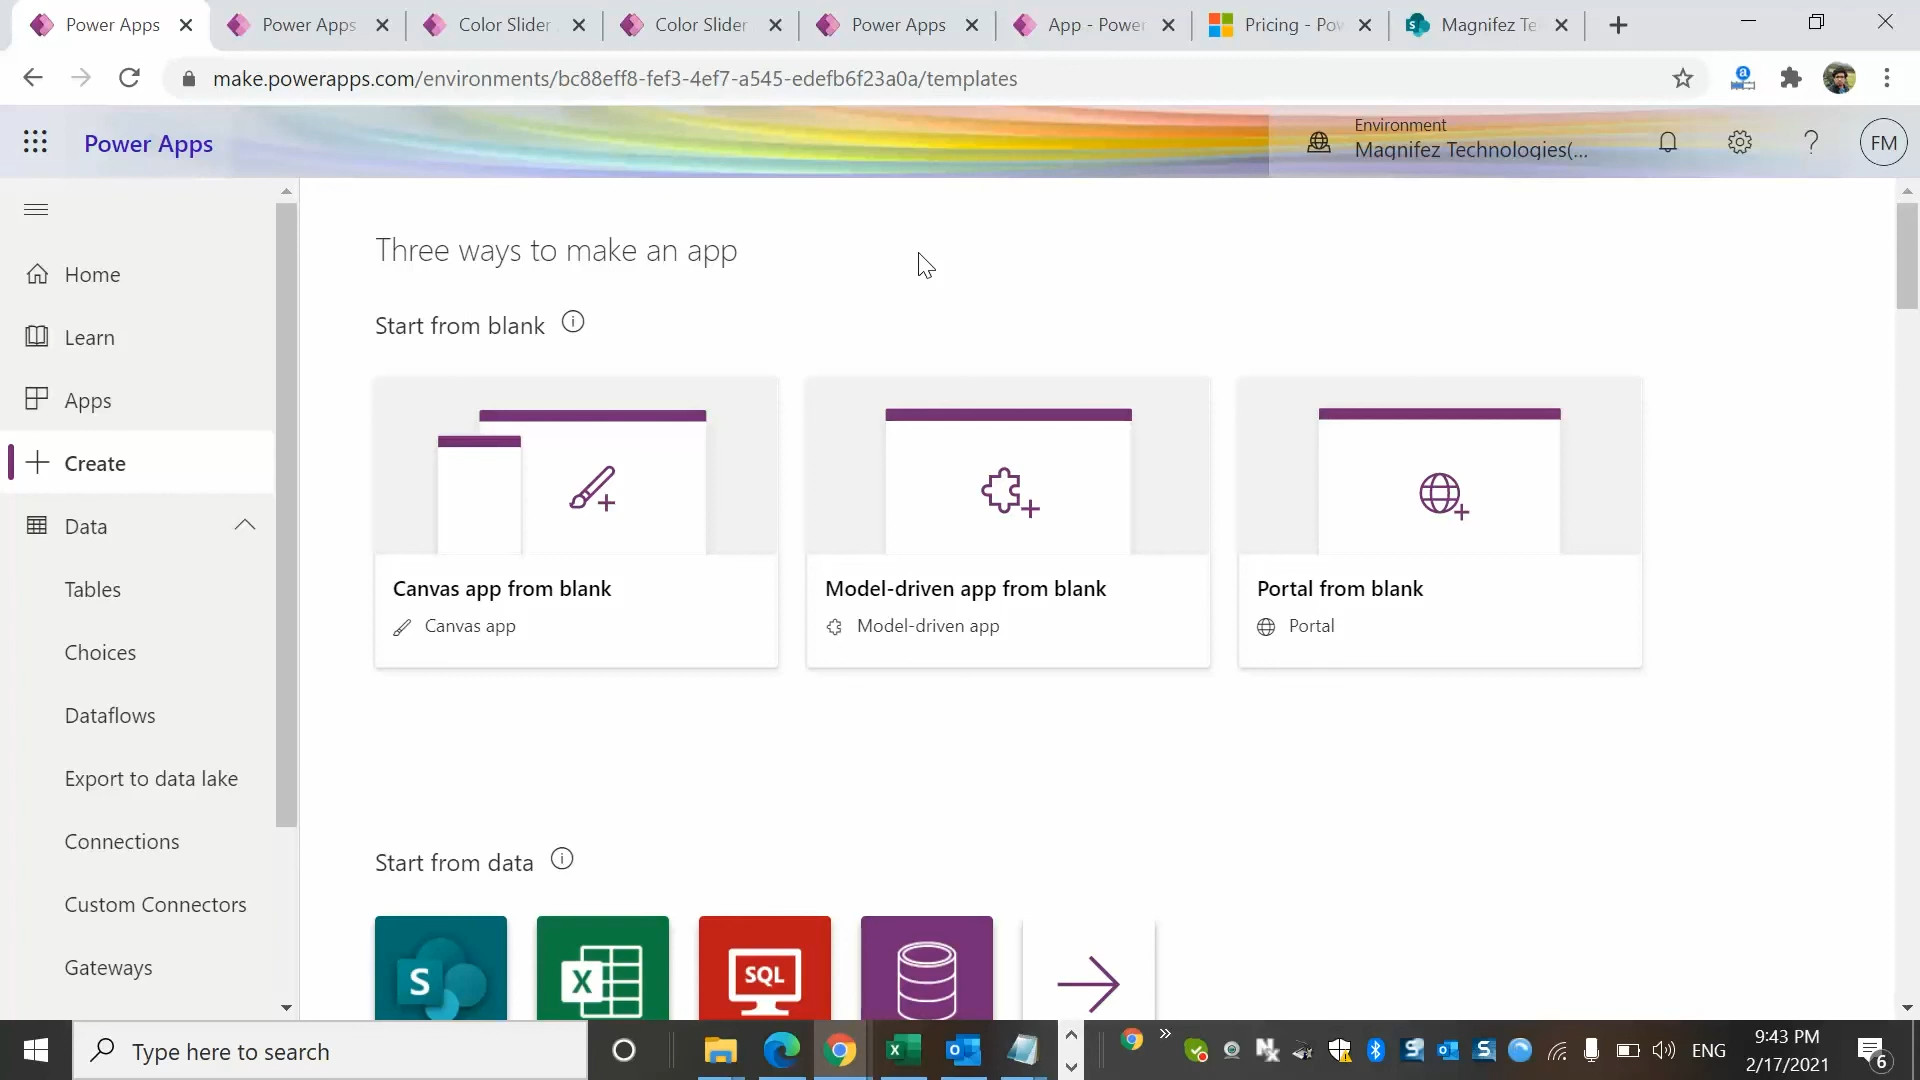 Power Apps
Power Apps
Color Slider
Color Slider
Power Apps
App - Power
Pricing - Pov
Magnifez Te
make.powerapps.com/environments/bc88eff8-fef3-4ef7-a545-edefb6f23a0a/templates
Power Apps
Environment
Magnifez Technologies(...
FM
Home
Learn
Apps
Create
Data
Tables
Choices
Dataflows
Export to data lake
Connections
Custom Connectors
Gateways
Three ways to make an app
Start from blank
Canvas app from blank
Canvas app
Model-driven app from blank
Model-driven app
Portal from blank
Portal
Start from data
S
X
SQL
Type here to search
ENG
9:43 PM
2/17/2021
6